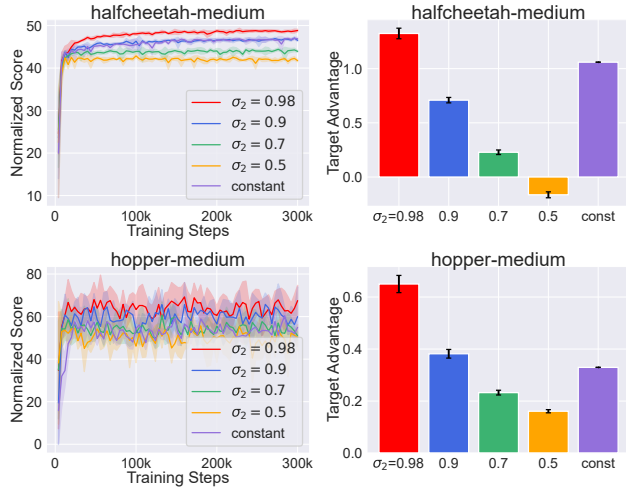 halfcheetah-medium
Normalized Score
50
40
30
20
10
σ₂ = 0.98
σ₂ = 0.9
σ₂ = 0.7
σ₂ = 0.5
constant
0 100k 200k 300k
Training Steps
halfcheetah-medium
Target Advantage
1.0
0.5
0.0
σ₂=0.98 0.9 0.7 0.5 const
hopper-medium
Normalized Score
80
60
40
20
0
σ₂ = 0.98
σ₂ = 0.9
σ₂ = 0.7
σ₂ = 0.5
constant
0 100k 200k 300k
Training Steps
hopper-medium
Target Advantage
0.6
0.4
0.2
0.0
σ₂=0.98 0.9 0.7 0.5 const